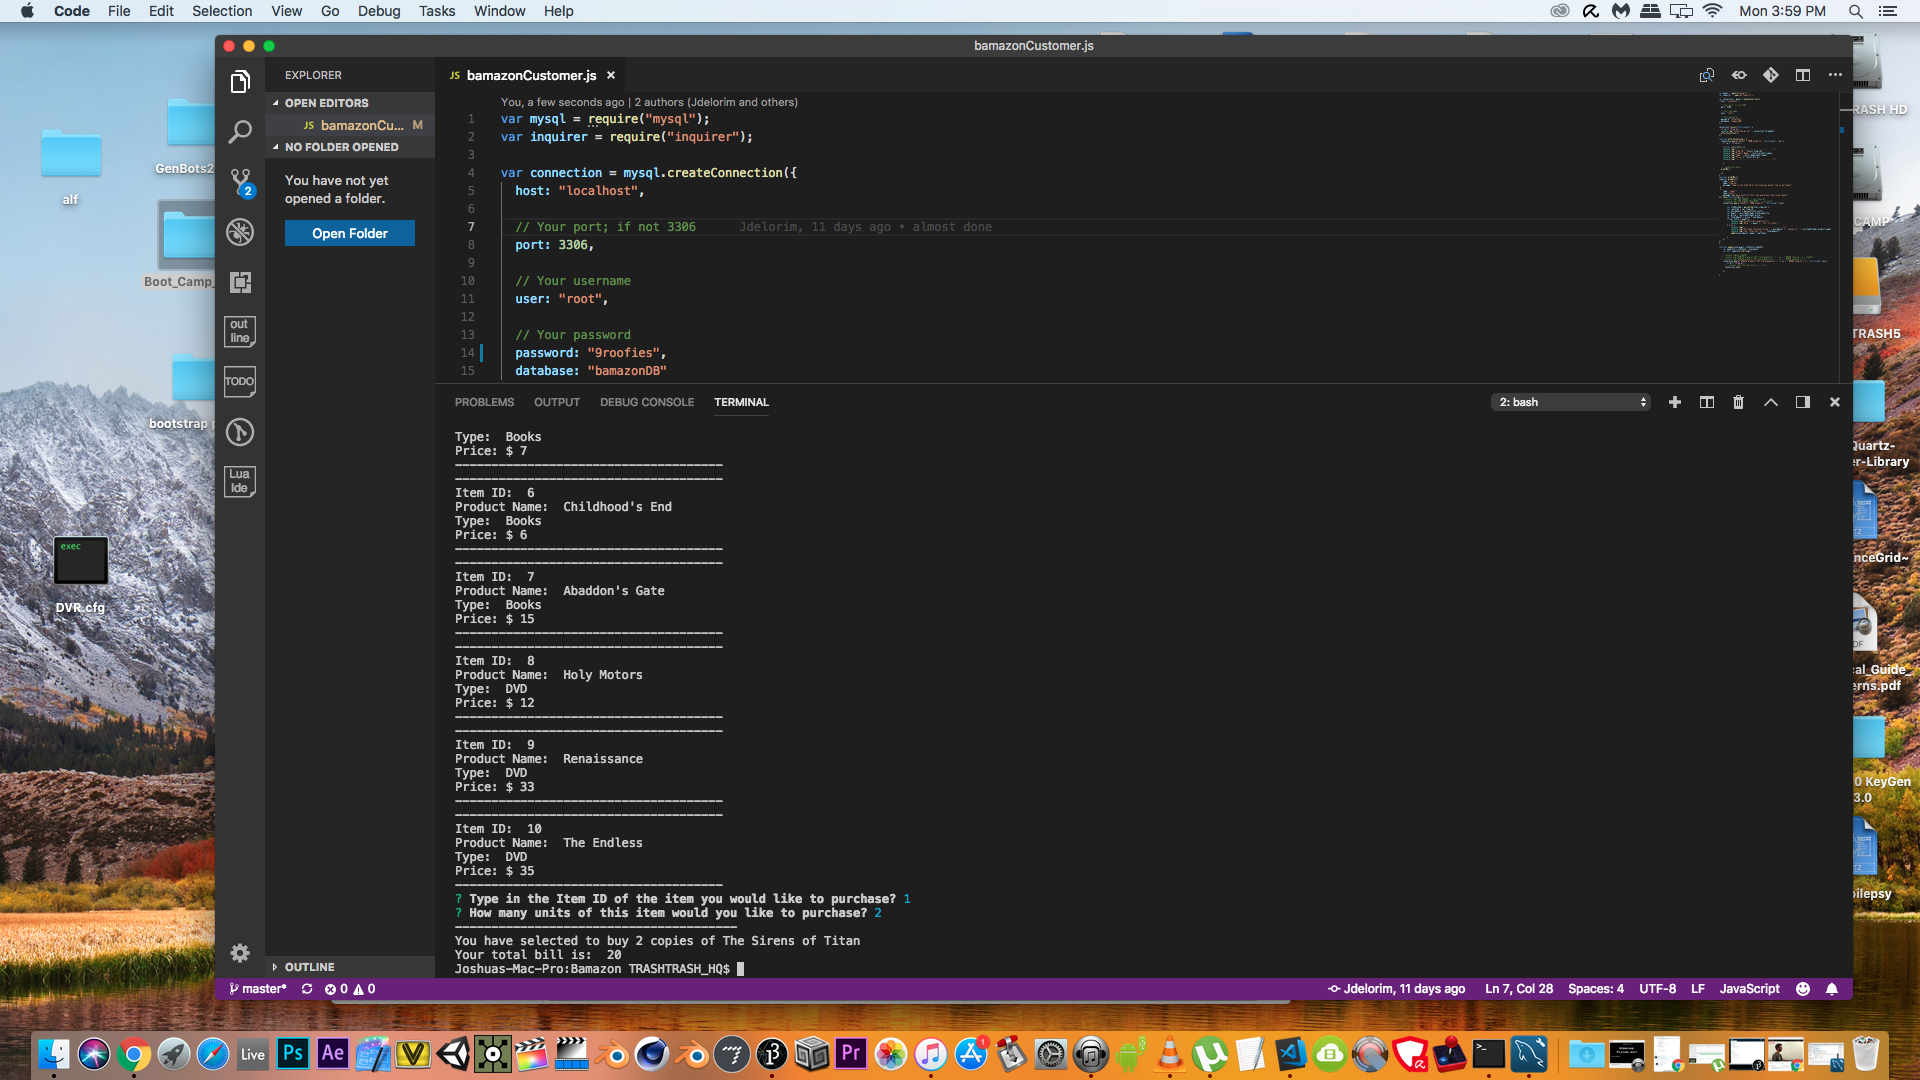 Code File Edit Selection View Go Debug Tasks Window Help
Mon 3:59 PM
bamazonCustomer.js
EXPLORER
OPEN EDITORS
JS bamazonCu... M
NO FOLDER OPENED
You have not yet
opened a folder.
Open Folder
OUTLINE
2
out
line
TODO
Lua
Ide
JS bamazonCustomer.js
You, a few seconds ago | 2 authors (Jdelorim and others)
1 var mysql = require("mysql");
2 var inquirer = require("inquirer");
3
4 var connection = mysql.createConnection({
5 host: "localhost",
6
7 // Your port; if not 3306 Jdelorim, 11 days ago • almost done
8 port: 3306,
9
10 // Your username
11 user: "root",
12
13 // Your password
14 password: "9roofies",
15 database: "bamazonDB"
PROBLEMS OUTPUT DEBUG CONSOLE TERMINAL
2: bash
Type: Books
Price: $ 7
-------------------------------------
-------------------------------------
Item ID: 6
Product Name: Childhood's End
Type: Books
Price: $ 6
-------------------------------------
-------------------------------------
Item ID: 7
Product Name: Abaddon's Gate
Type: Books
Price: $ 15
-------------------------------------
-------------------------------------
Item ID: 8
Product Name: Holy Motors
Type: DVD
Price: $ 12
-------------------------------------
-------------------------------------
Item ID: 9
Product Name: Renaissance
Type: DVD
Price: $ 33
-------------------------------------
-------------------------------------
Item ID: 10
Product Name: The Endless
Type: DVD
Price: $ 35
-------------------------------------
? Type in the Item ID of the item you would like to purchase? 1
? How many units of this item would you like to purchase? 2
---------------------------------------
You have selected to buy 2 copies of The Sirens of Titan
Your total bill is: 20
Joshuas-Mac-Pro:Bamazon TRASHTRASH_HQ$
master* 0 0
Jdelorim, 11 days ago Ln 7, Col 28 Spaces: 4 UTF-8 LF JavaScript
alf
GenBots2
Boot_Camp_
bootstrap p
exec
DVR.cfg
RASH HD
CAMP
TRASH5
Quartz-
er-Library
nceGrid~
PDF
cal_Guide_
erns.pdf
0 KeyGen
3.0
pilepsy
Live Ps Ae Pr 1